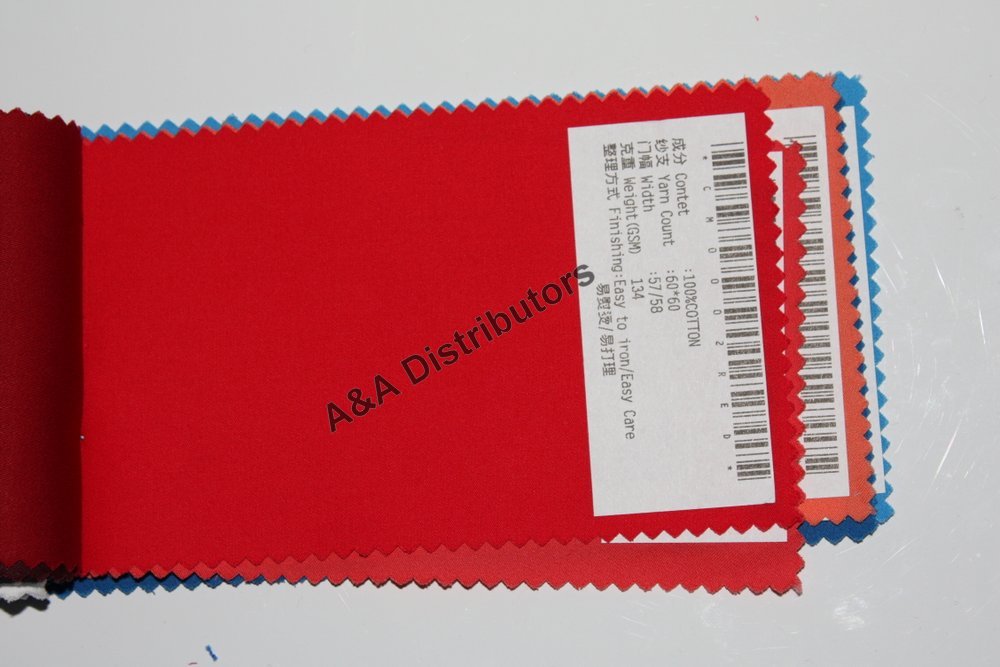 *CM0002RED*
成分 Contet :100%COTTON
纱支 Yarn Count :60*60
门幅 Width :57/58
克重 Weight(GSM) 134
整理方式 Finishing:Easy to iron/Easy Care
易熨烫/易打理
A&A Distributors